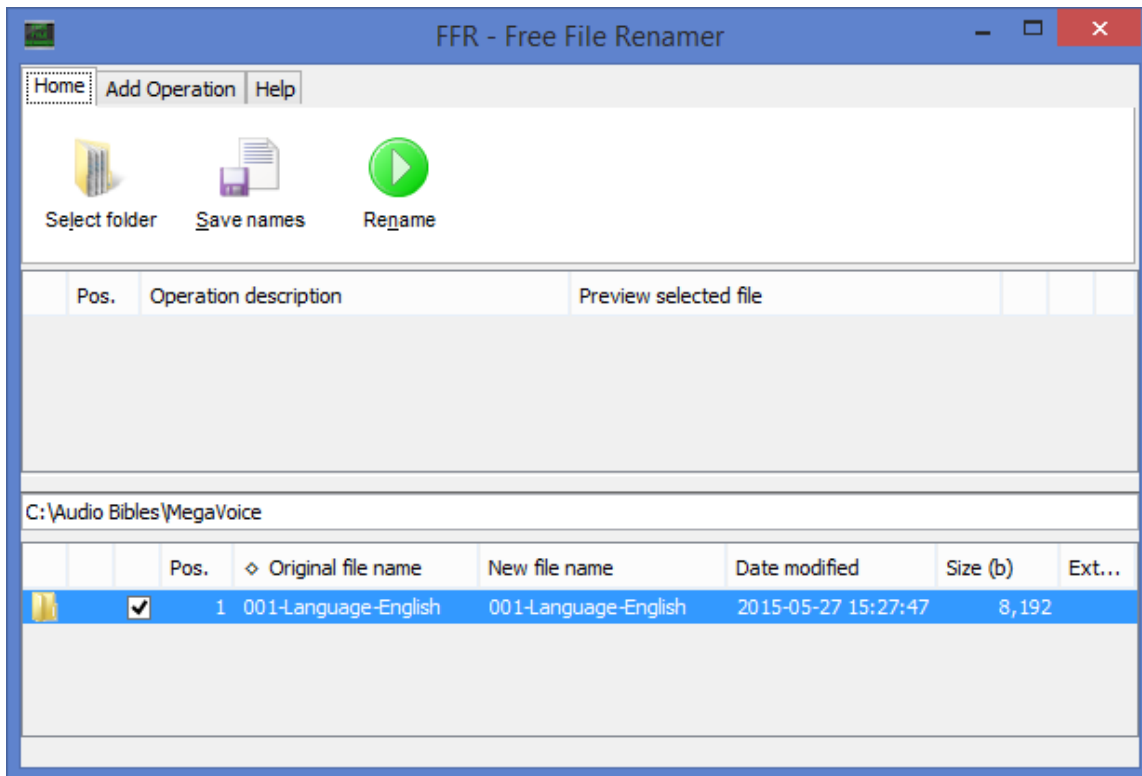 FFR - Free File Renamer
Home Add Operation Help
Select folder Save names Rename
Pos. Operation description Preview selected file
C:\Audio Bibles\MegaVoice
Pos. Original file name New file name Date modified Size (b) Ext...
1 001-Language-English 001-Language-English 2015-05-27 15:27:47 8,192